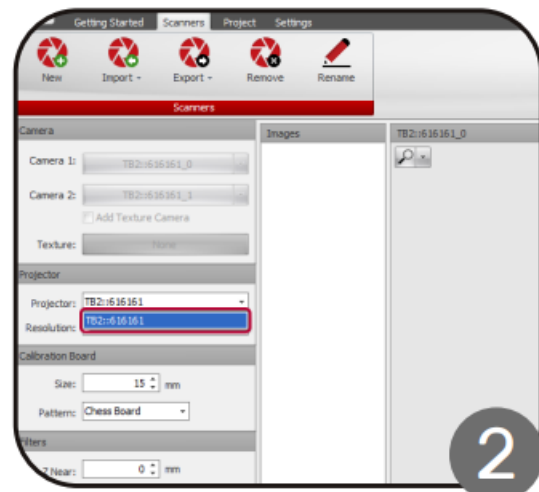 Getting Started Scanners Project Settings
New Import Export Remove Rename
Scanners
Camera Images TB2::616161_0
Camera 1: TB2::616161_0
Camera 2: TB2::616161_1
Add Texture Camera
Texture: None
Projector
Projector: TB2::616161
TB2::616161
Resolution:
Calibration Board
Size: 15 mm
Pattern: Chess Board
Filters
Z Near: 0 mm
2